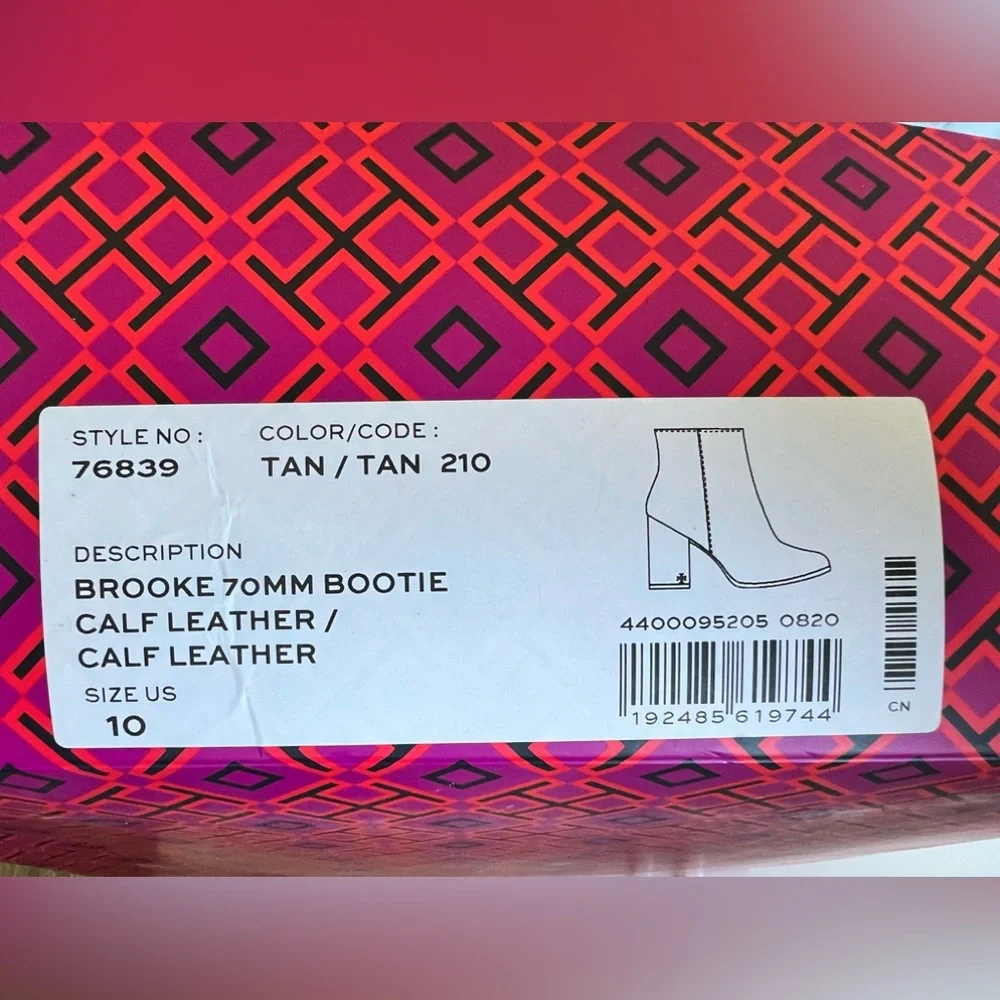 STYLE NO :
76839
COLOR/CODE :
TAN / TAN 210
DESCRIPTION
BROOKE 70MM BOOTIE
CALF LEATHER /
CALF LEATHER
SIZE US
10
4400095205 0820
192485 619744
CN